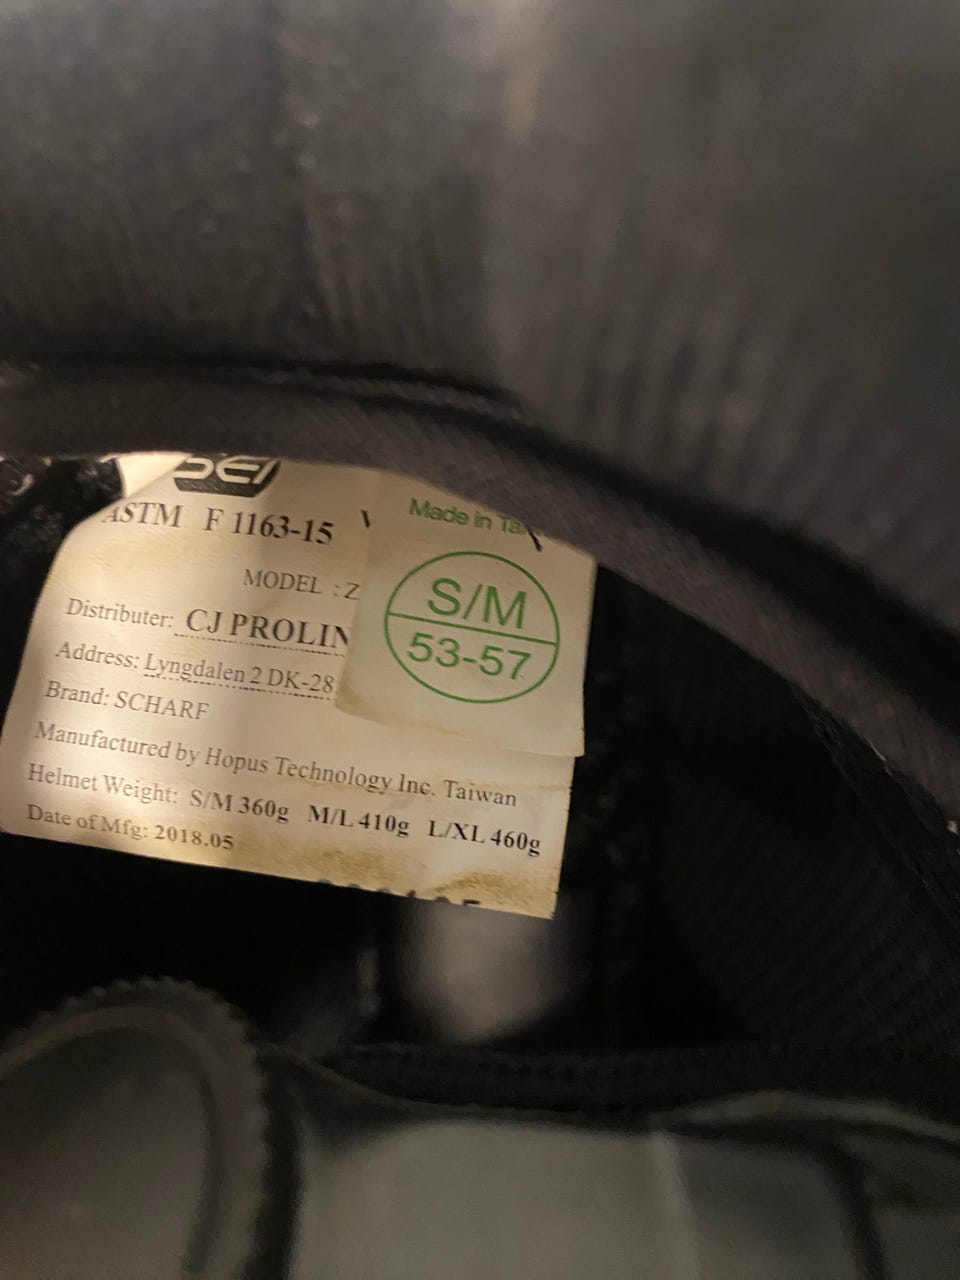 SEI
ASTM F 1163-15
Made in
MODEL : Z
S/M
53-57
Distributer: CJ PROLIN
Address: Lyngdalen 2 DK-28
Brand: SCHARF
Manufactured by Hopus Technology Inc. Taiwan
Helmet Weight: S/M 360g M/L 410g L/XL 460g
Date of Mfg: 2018.05